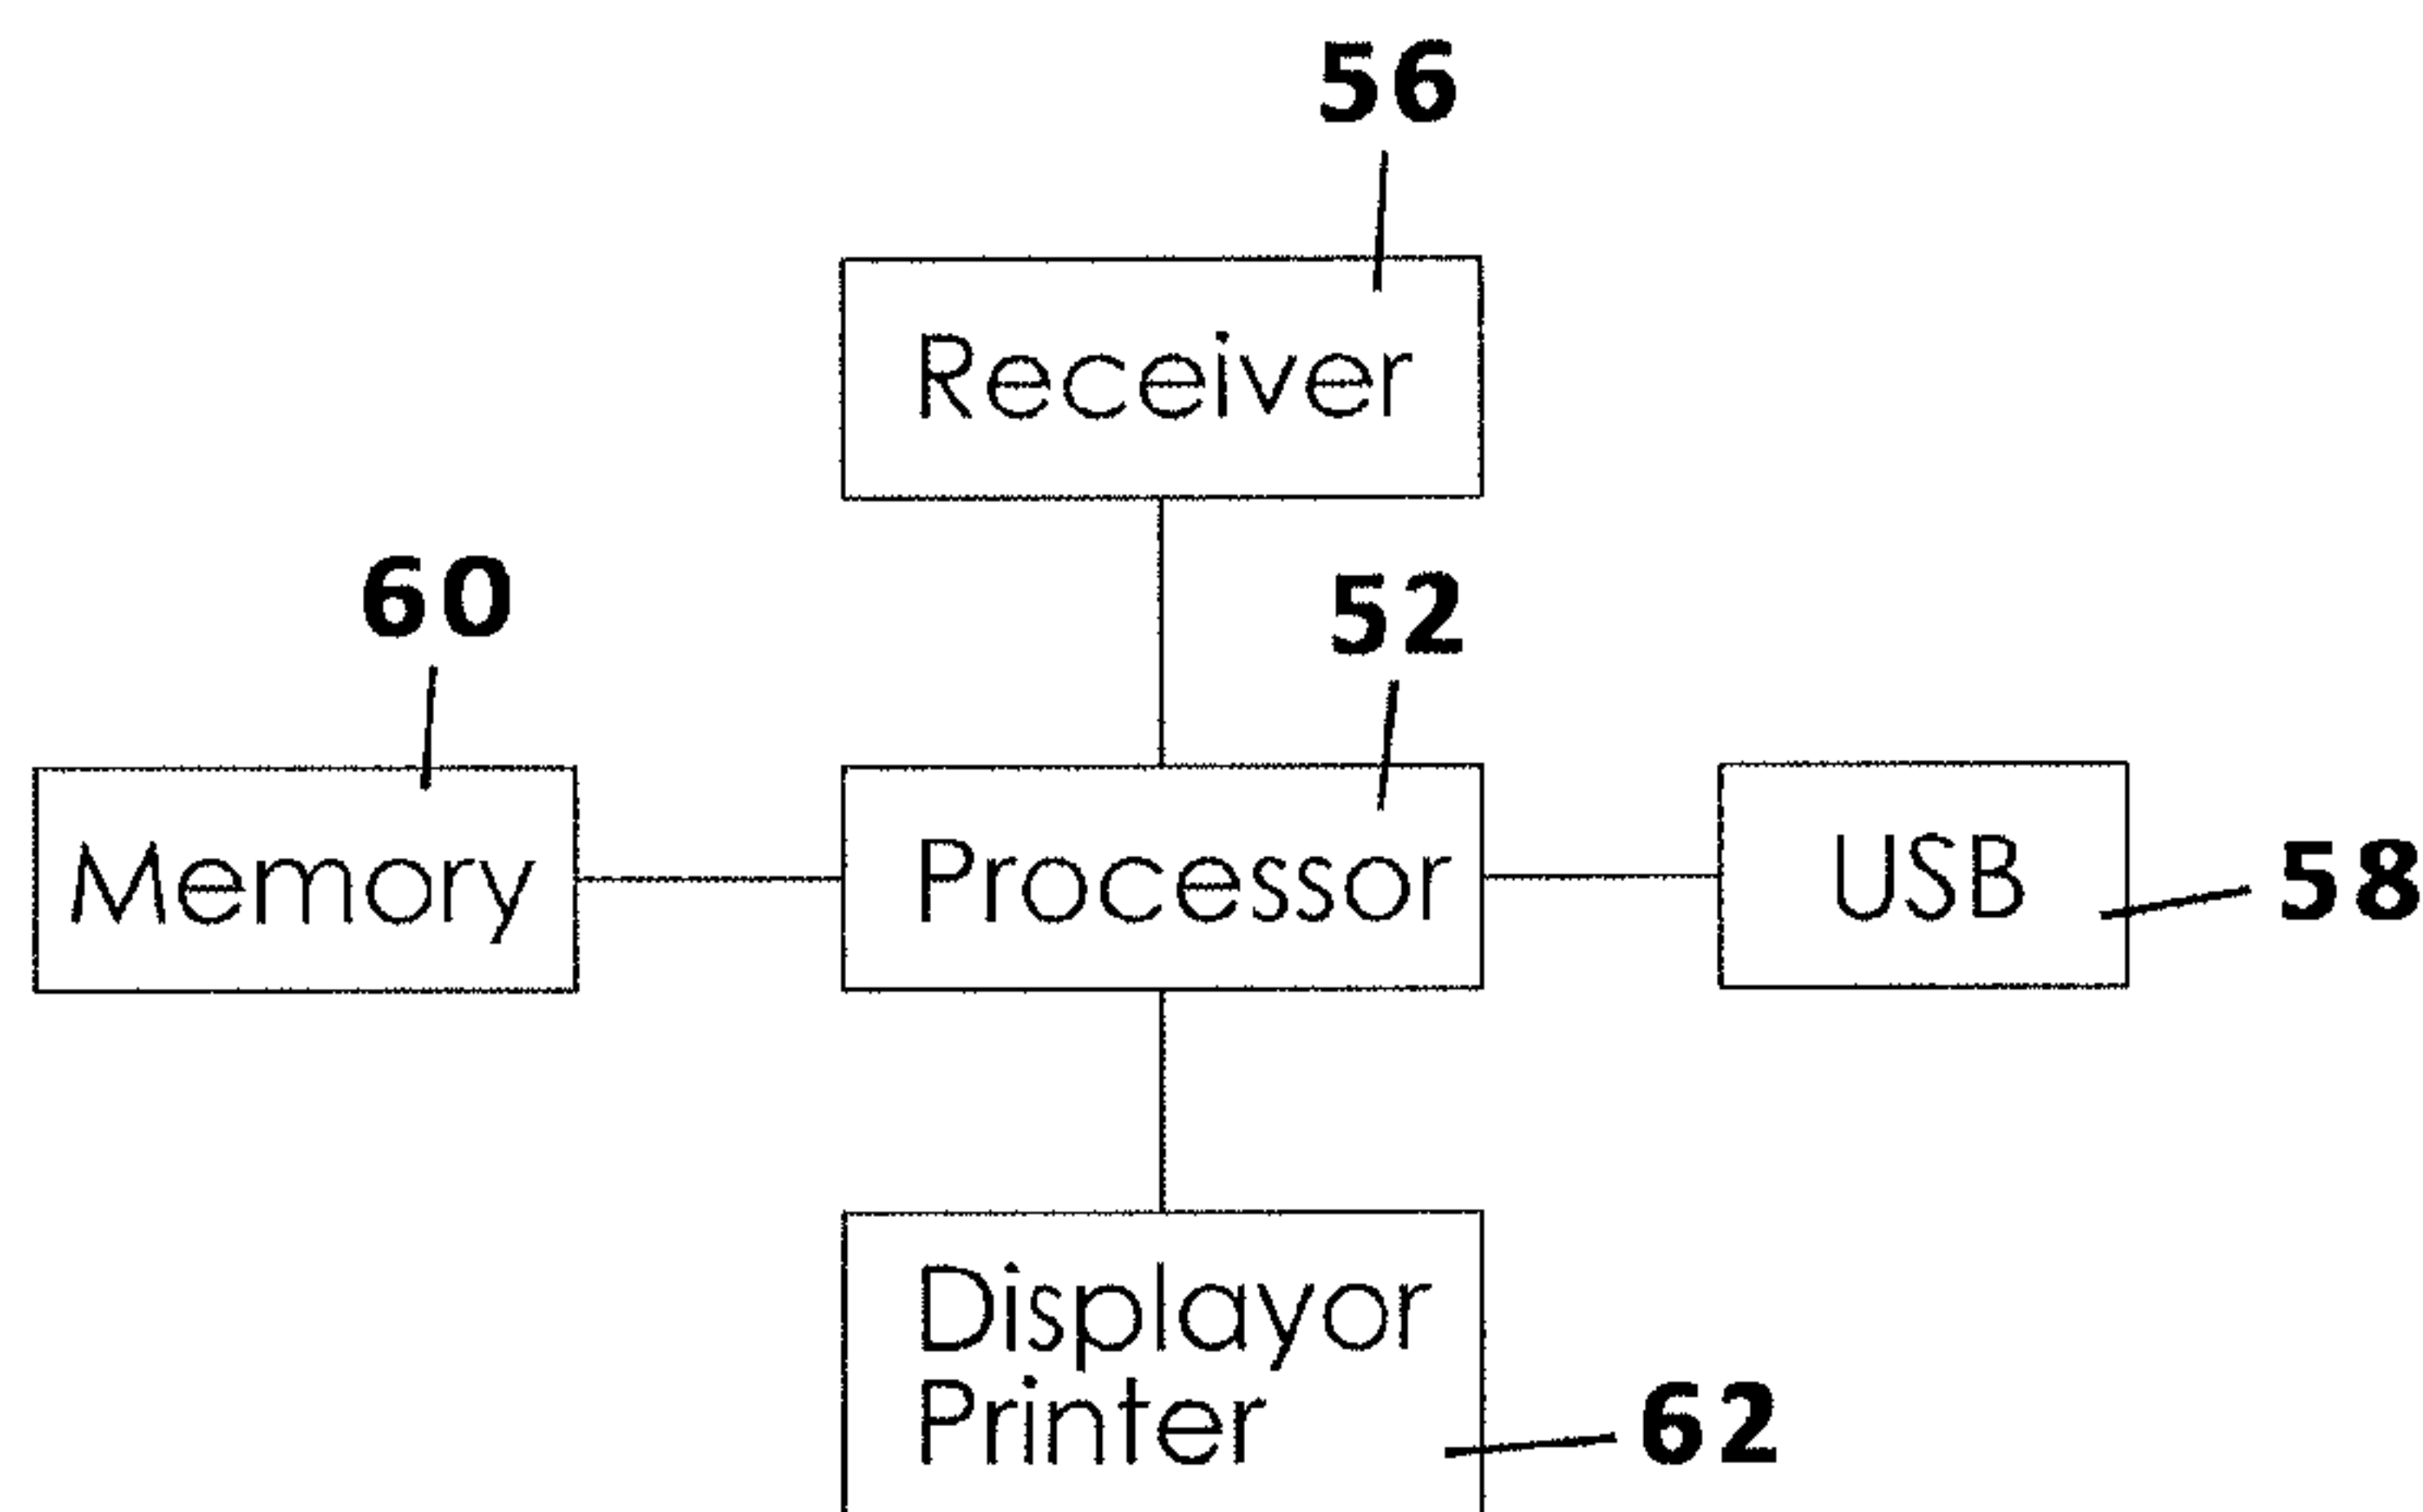 56
Receiver
60
52
Memory
Processor
USB
58
Displayor
Printer
62